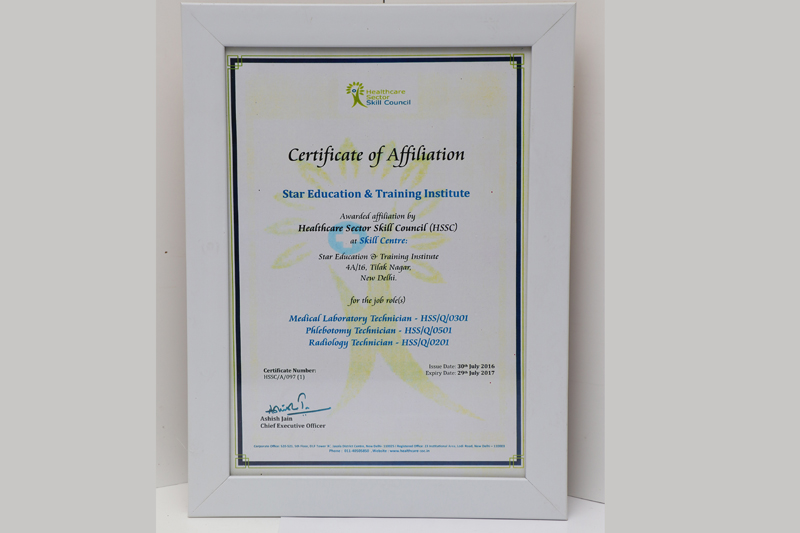 Healthcare
Sector
Skill Council
Certificate of Affiliation
Star Education & Training Institute
Awarded affiliation by
Healthcare Sector Skill Council (HSSC)
at Skill Centre:
Star Education & Training Institute
4A/16, Tilak Nagar,
New Delhi.
for the job role(s)
Medical Laboratory Technician - HSS/Q/0301
Phlebotomy Technician - HSS/Q/0501
Radiology Technician - HSS/Q/0201
Certificate Number:
HSSC/A/097 (1)
Issue Date: 30th July 2016
Expiry Date: 29th July 2017
Ashish Jain
Chief Executive Officer